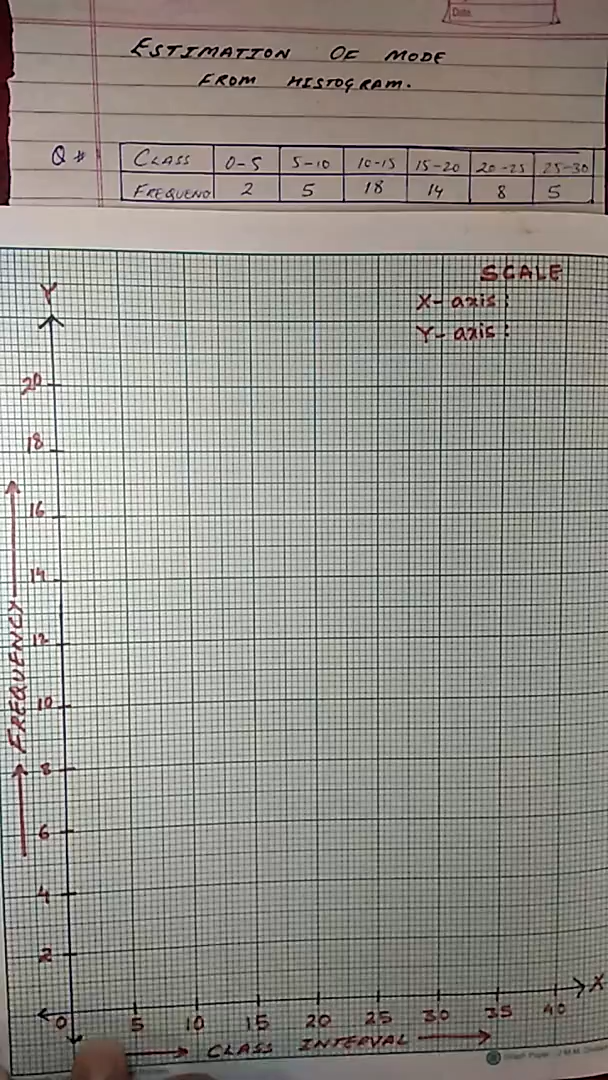 Date
ESTIMATION OF MODE
FROM HISTOGRAM.
Q #
CLASS 0-5 5-10 10-15 15-20 20-25 25-30
FREQUENC 2 5 18 14 8 5
SCALE
X- axis :
Y- axis :
Y
20
18
16
14
12
10
8
6
4
2
FREQUENCY
X
0 5 10 15 20 25 30 35 40
CLASS INTERVAL